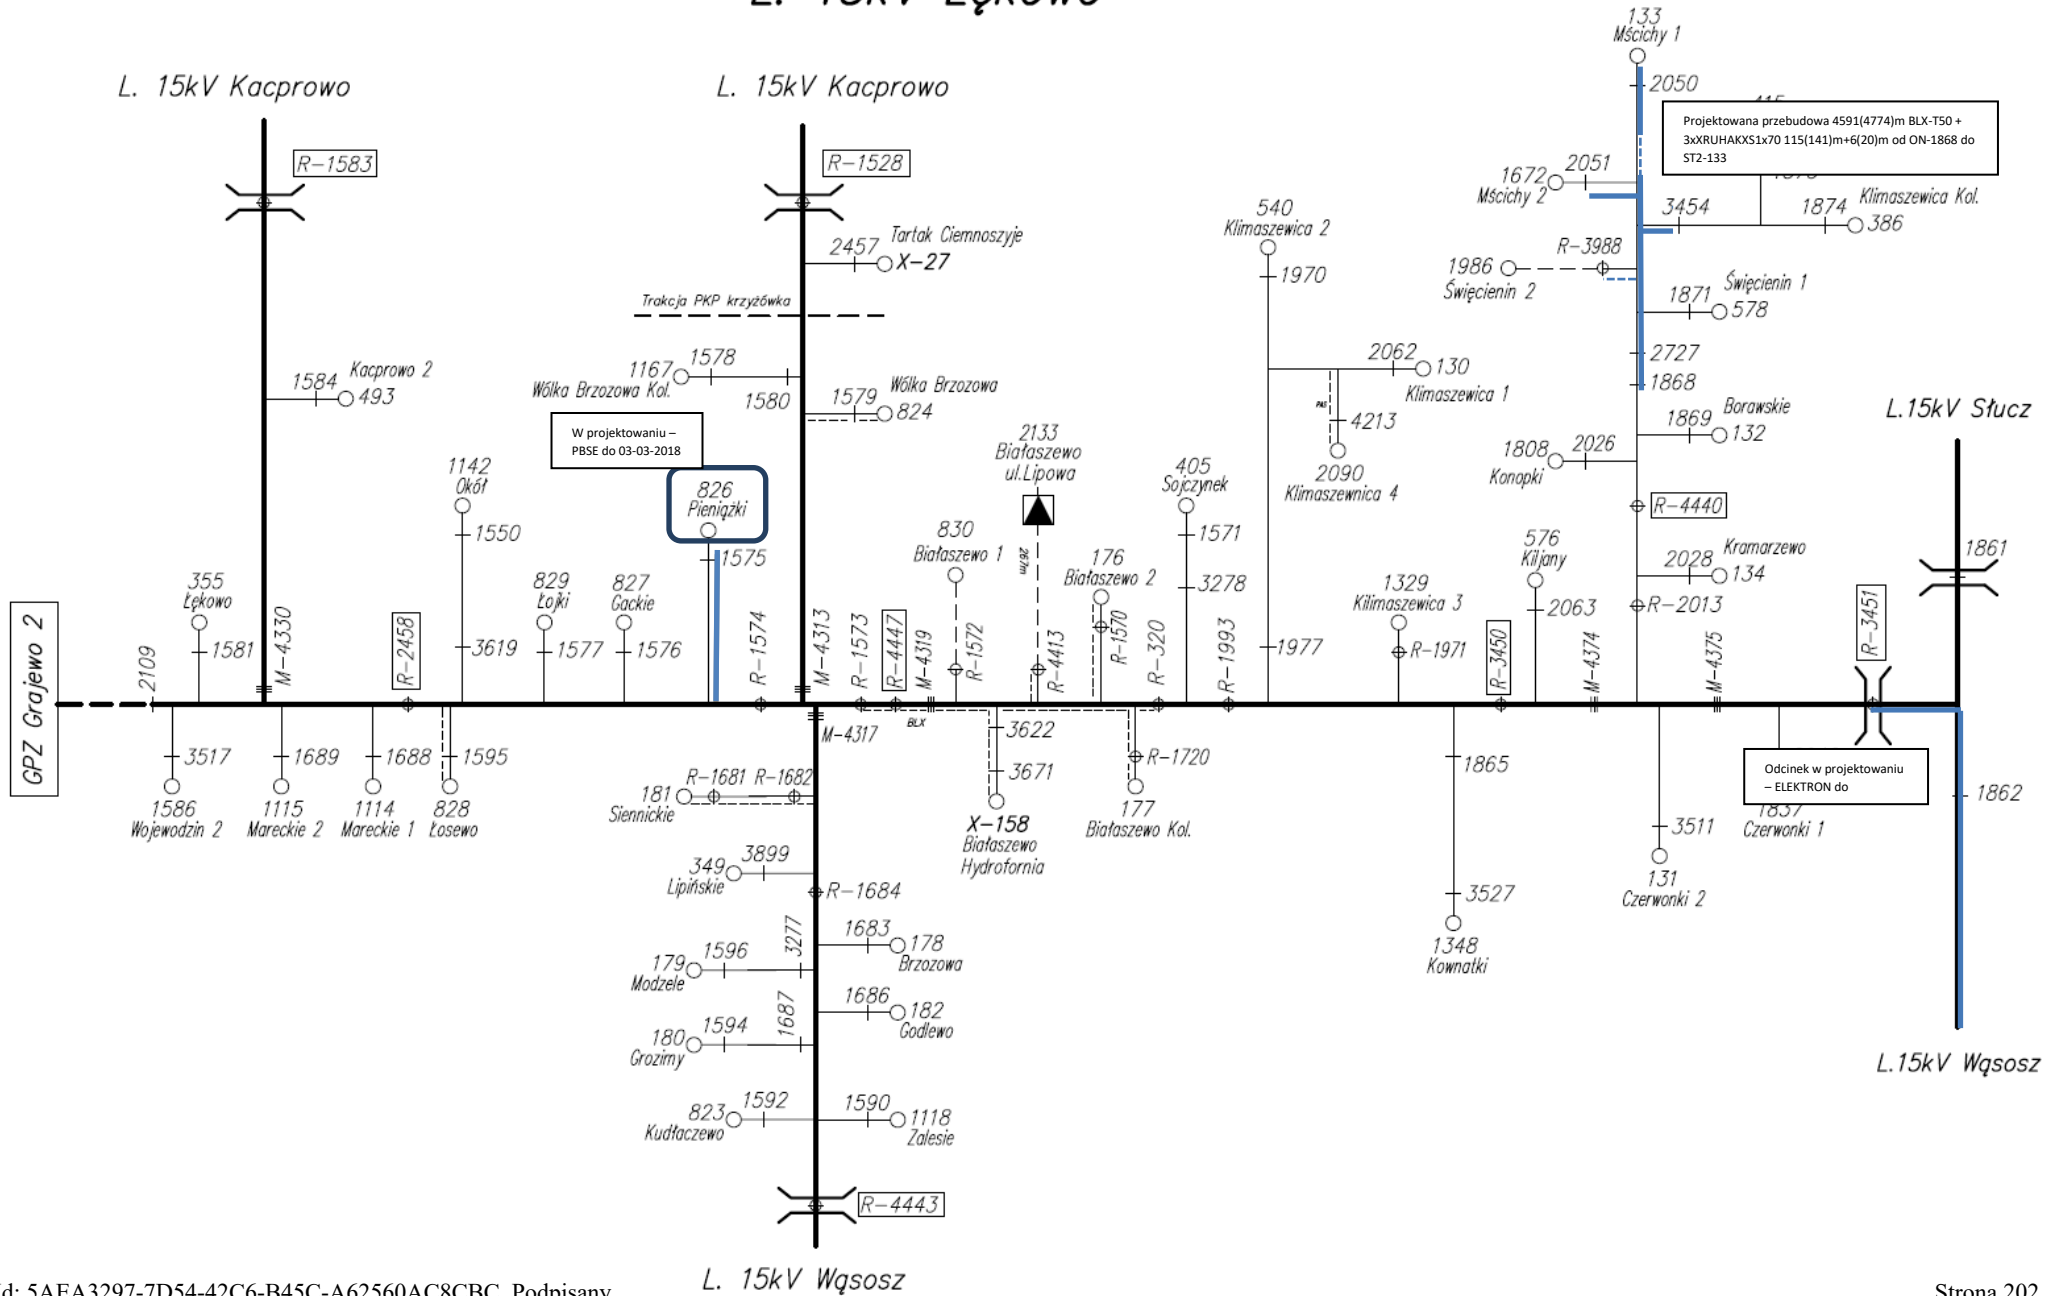 L. 15kV Łękowo
L. 15kV Kacprowo
R-1583
1584
Kacprowo 2
493
L. 15kV Kacprowo
R-1528
2457
Tartak Ciemnoszyje
X-27
Trakcja PKP krzyżówka
1167
1578
Wólka Brzozowa Kol.
1580
1579
Wólka Brzozowa
824
W projektowaniu –
PBSE do 03-03-2018
826
Pieniążki
1575
1142
Okół
1550
3619
355
Łękowo
1581
M-4330
R-2458
829
Łojki
1577
827
Gackie
1576
R-1574
M-4313
R-1573
R-4447
M-4319
830
Białaszewo 1
R-1572
2133
Białaszewo
ul.Lipowa
267m
R-4413
176
Białaszewo 2
R-1570
R-320
405
Sojczynek
1571
3278
R-1993
540
Klimaszewica 2
1970
1977
2062
130
Klimaszewica 1
PAS
4213
2090
Klimaszewnica 4
1329
Kilimaszewica 3
R-1971
R-3450
576
Kiljany
2063
M-4374
M-4375
133
Mścichy 1
2050
Projektowana przebudowa 4591(4774)m BLX-T50 +
3xXRUHAKXS1x70 115(141)m+6(20)m od ON-1868 do
ST2-133
1672
2051
Mścichy 2
3454
1874
Klimaszewica Kol.
386
R-3988
1986
Święcienin 2
1871
Święcienin 1
578
2727
1868
1869
Borawskie
132
1808
2026
Konopki
R-4440
2028
Kramarzewo
134
R-2013
L.15kV Słucz
1861
R-3451
GPZ Grajewo 2
2109
3517
1586
Wojewodzin 2
1689
1115
Mareckie 2
1688
1114
Mareckie 1
1595
828
Łosewo
M-4317
BLX
R-1681
R-1682
181
Siennickie
3899
349
Lipińskie
R-1684
3277
1683
178
Brzozowa
1596
179
Modzele
1687
1686
182
Godlewo
1594
180
Grozimy
1592
823
Kudłaczewo
1590
1118
Zalesie
R-4443
L. 15kV Wąsosz
3622
3671
X-158
Białaszewo
Hydrofornia
R-1720
177
Białaszewo Kol.
1865
3527
1348
Kownatki
3511
131
Czerwonki 2
Odcinek w projektowaniu
– ELEKTRON do
1837
Czerwonki 1
1862
L.15kV Wąsosz
Id: 5AFA3297-7D54-42C6-B45C-A62560AC8CBC. Podpisany
Strona 202